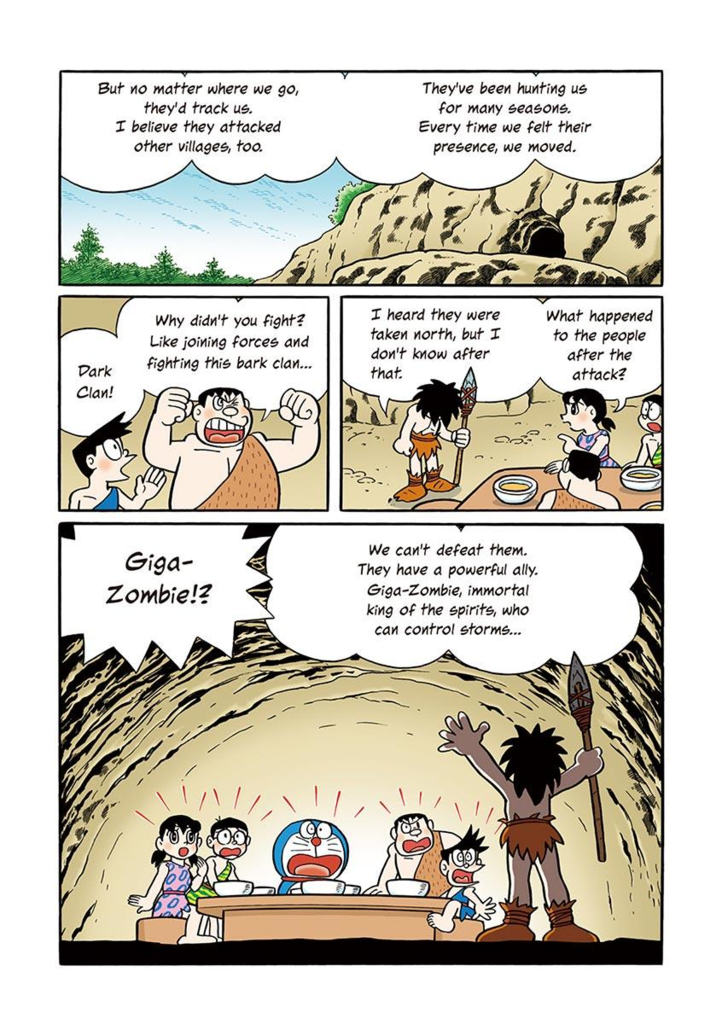 They've been hunting us
for many seasons.
Every time we felt their
presence, we moved.
But no matter where we go,
they'd track us.
I believe they attacked
other villages, too.
What happened
to the people
after the
attack?
I heard they were
taken north, but I
don't know after
that.
Why didn't you fight?
Like joining forces and
fighting this bark clan...
Dark
Clan!
We can't defeat them.
They have a powerful ally.
Giga-Zombie, immortal
king of the spirits, who
can control storms...
Giga-
Zombie!?